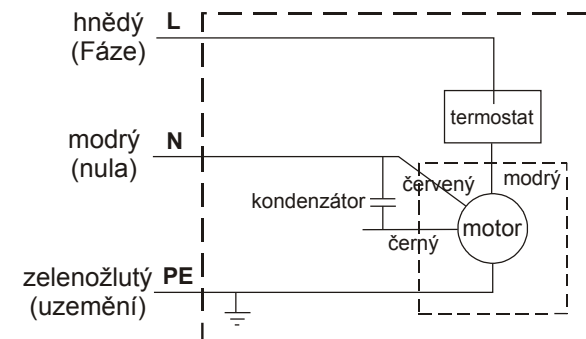 hnědý L
(Fáze)
termostat
modrý N
(nula)
červený modrý
kondenzátor
motor
černý
zelenožlutý PE
(uzemění)